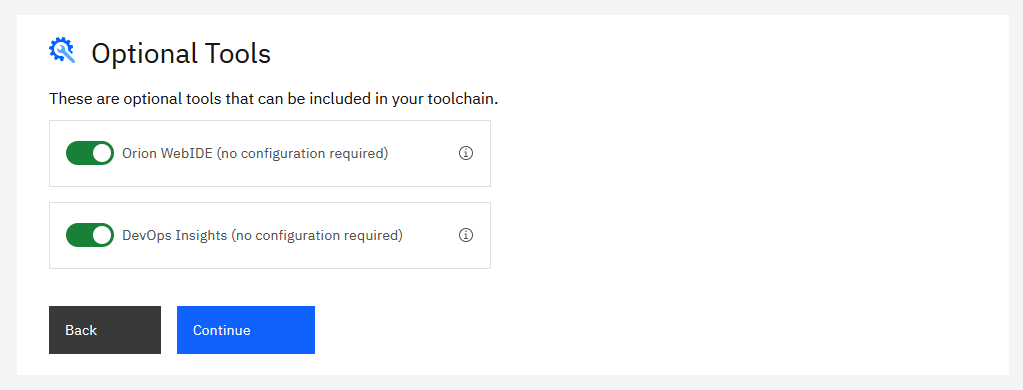 Optional Tools
These are optional tools that can be included in your toolchain.
Orion WebIDE (no configuration required)
DevOps Insights (no configuration required)
Back
Continue